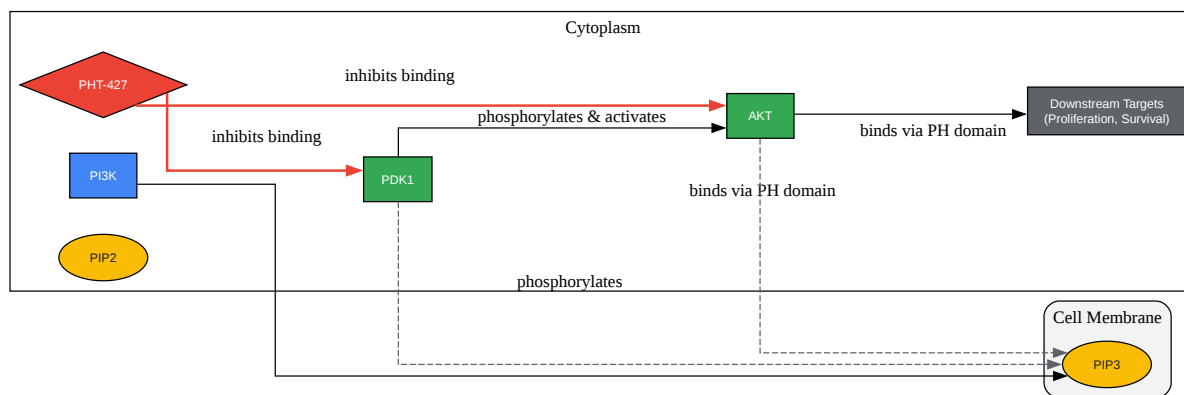 Cytoplasm
PHT-427
inhibits binding
phosphorylates & activates
AKT
Downstream Targets
(Proliferation, Survival)
binds via PH domain
inhibits binding
PI3K
PDK1
binds via PH domain
PIP2
phosphorylates
Cell Membrane
PIP3